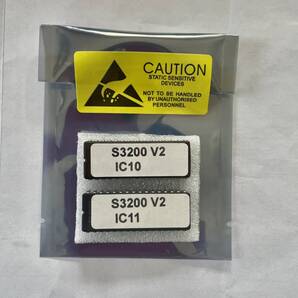 CAUTION
STATIC SENSITIVE
DEVICES
NOT TO BE HANDLED
BY UNAUTHORISED
PERSONNEL
S3200 V2
IC10
S3200 V2
IC11